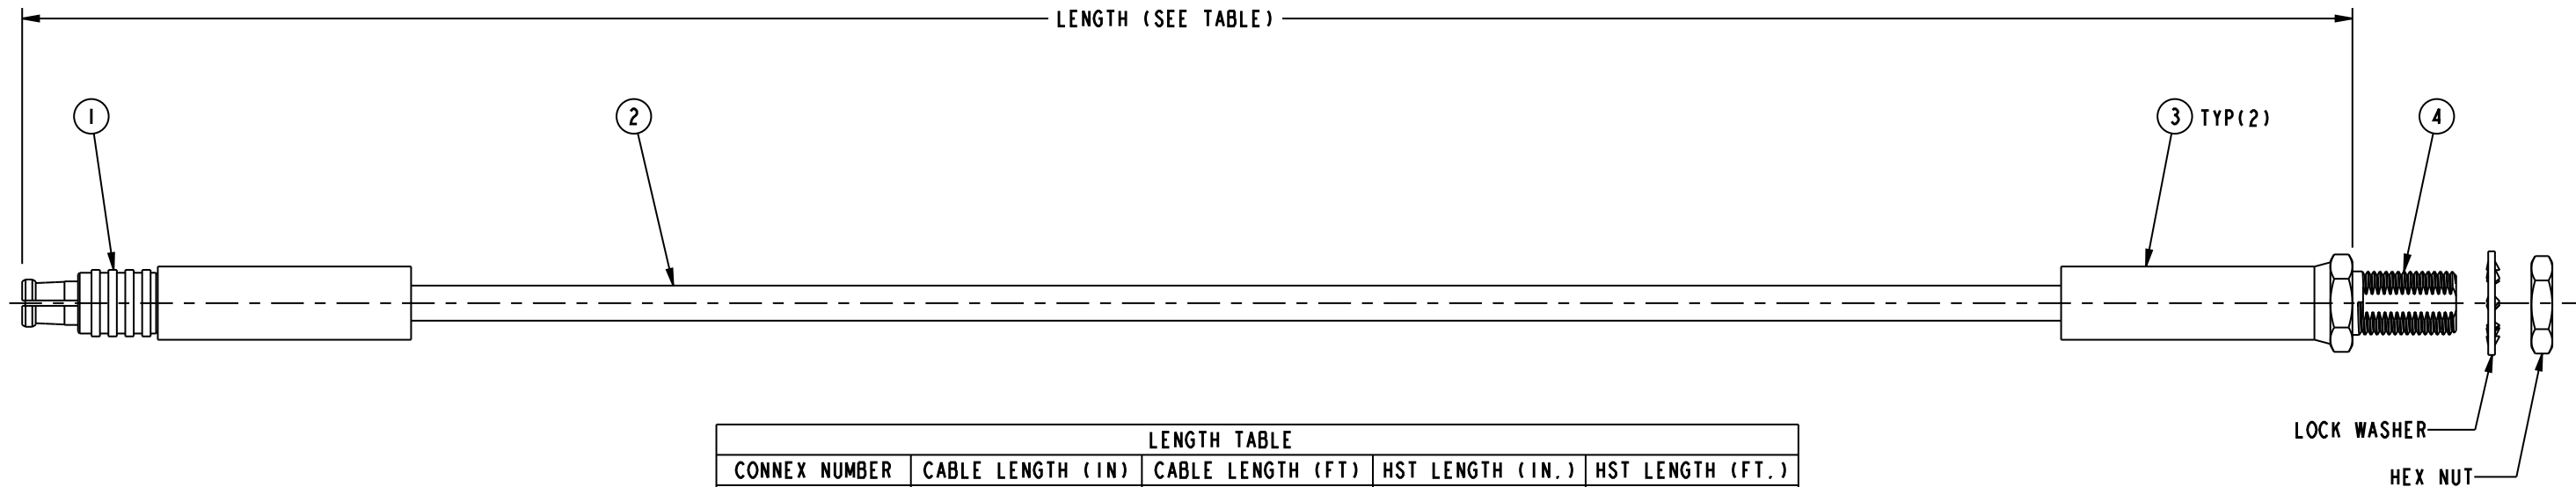 LENGTH (SEE TABLE)
1
2
3 TYP(2)
4
LOCK WASHER
HEX NUT
LENGTH TABLE
CONNEX NUMBER CABLE LENGTH (IN) CABLE LENGTH (FT) HST LENGTH (IN.) HST LENGTH (FT.)